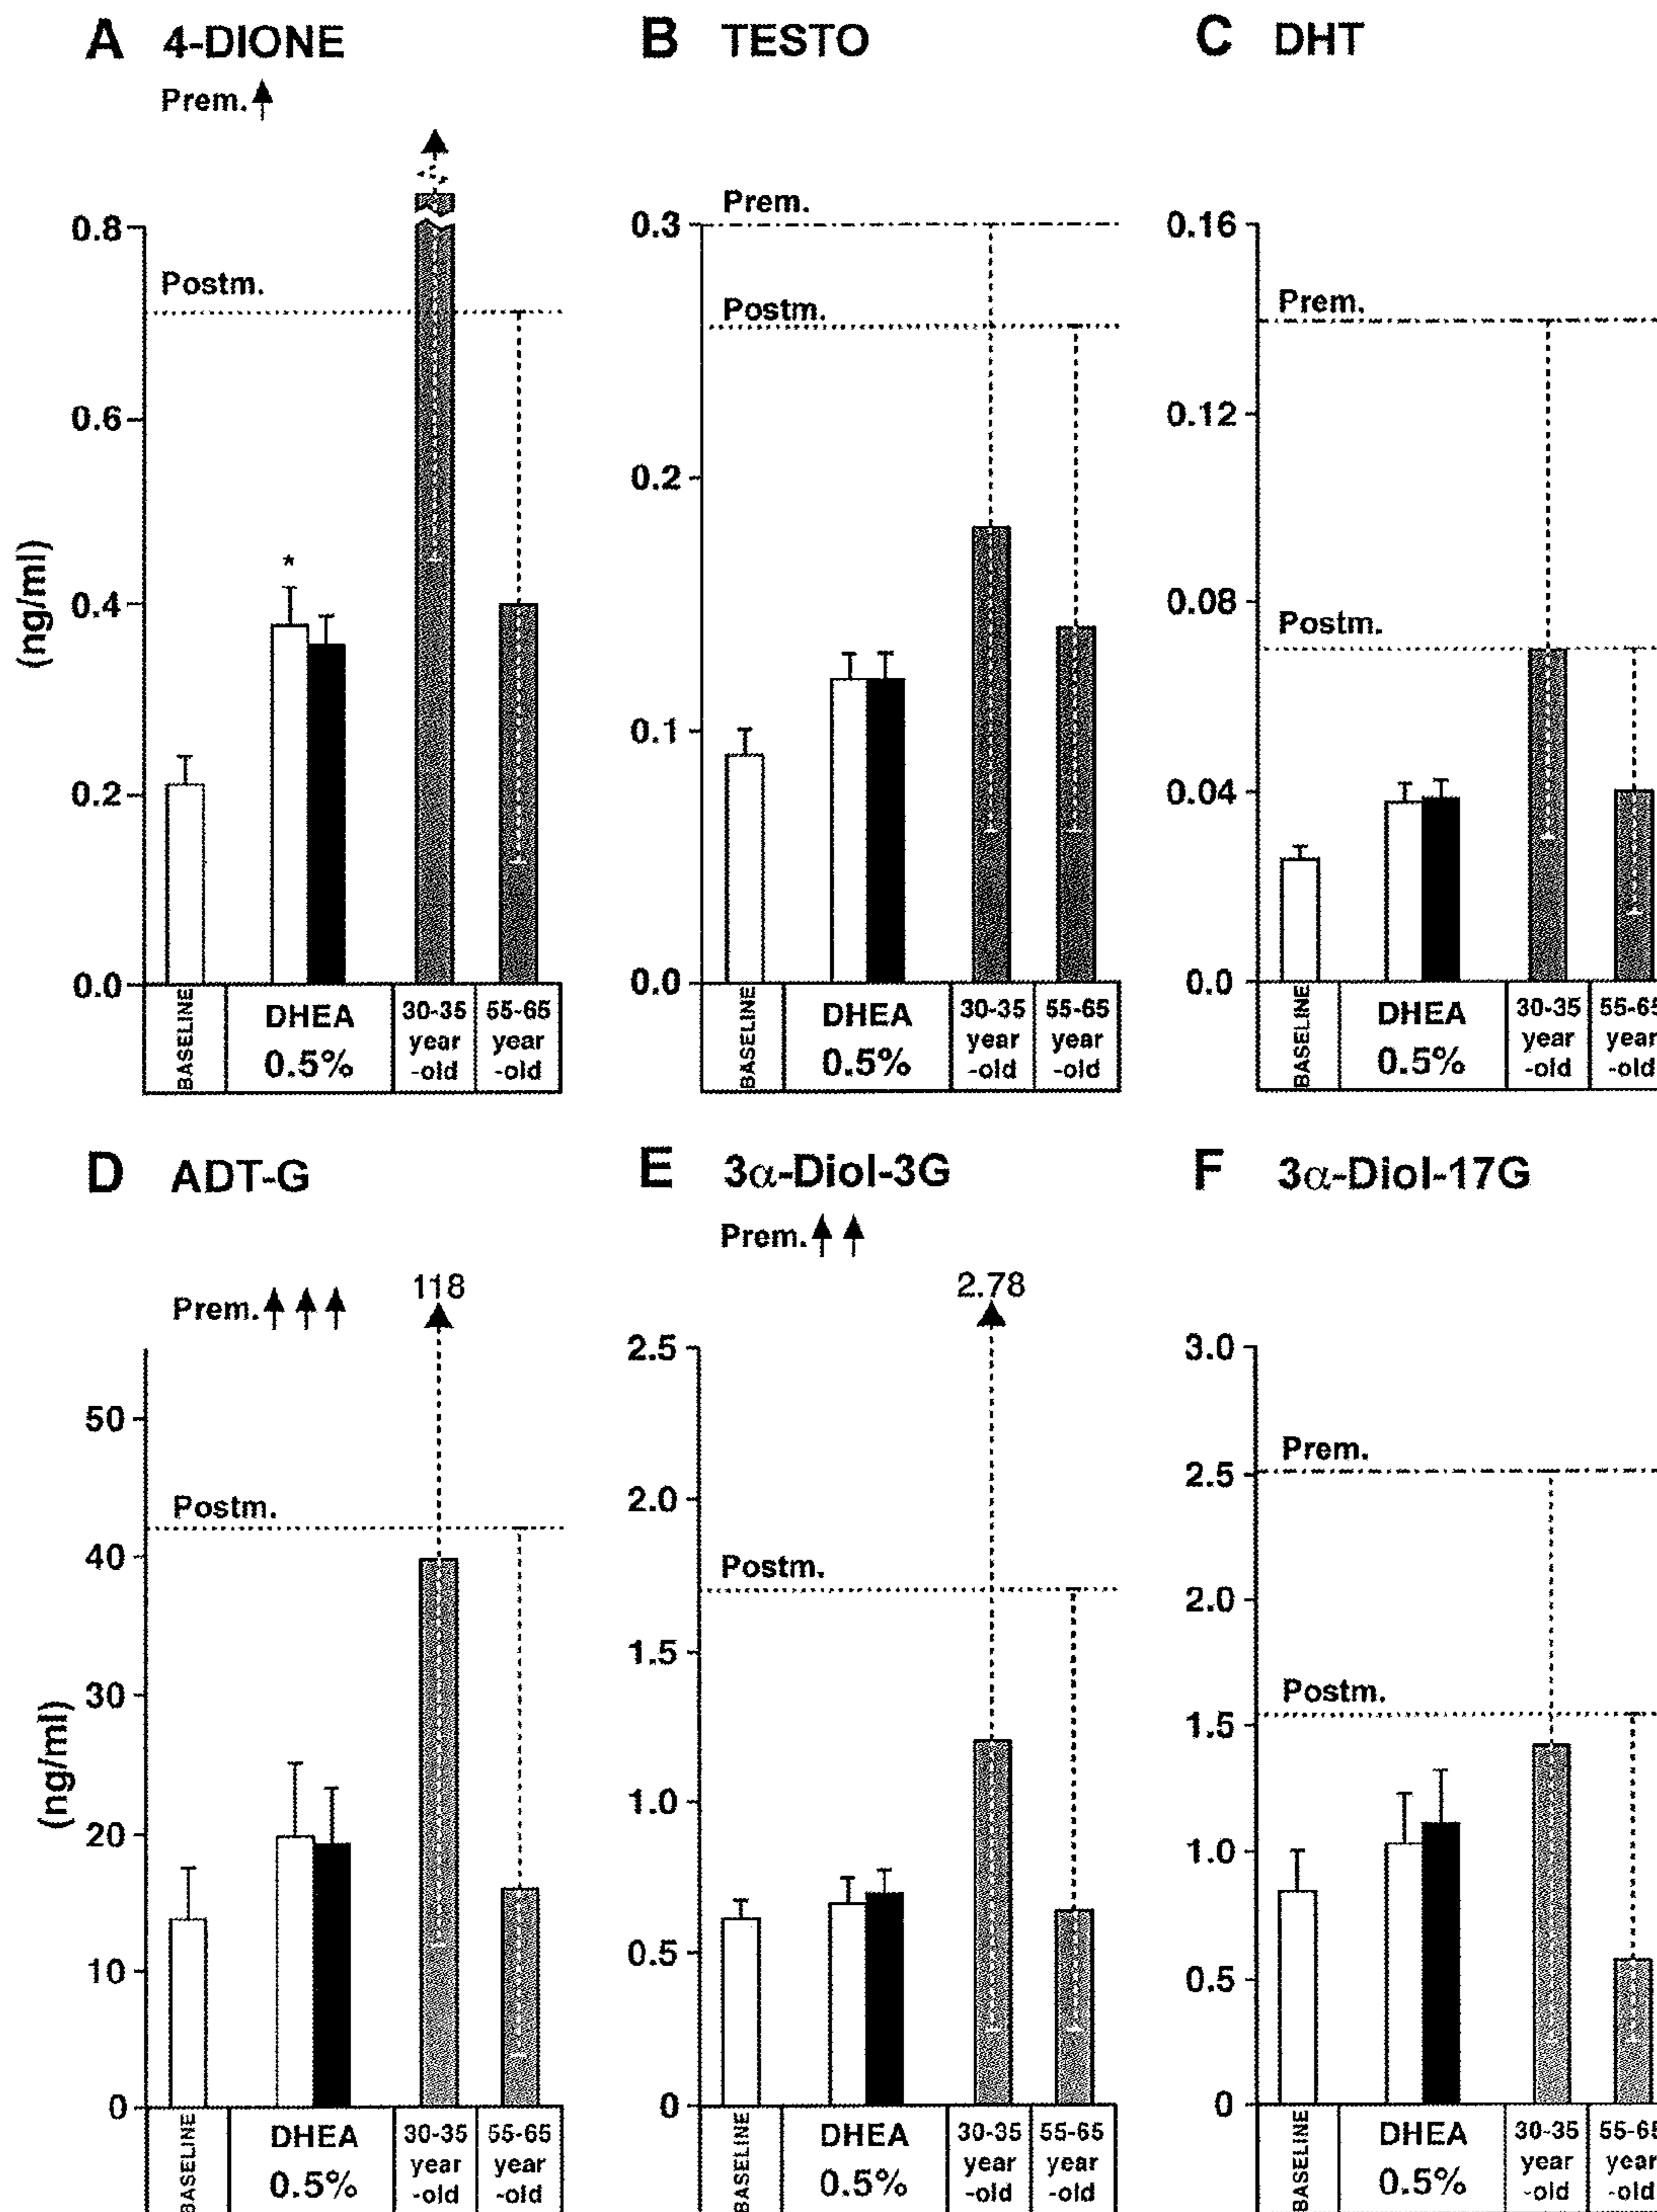 A 4-DIONE
Prem.
0.8
Postm.
0.6
(ng/ml)
*
0.4
0.2
0.0
BASELINE
DHEA
0.5%
30-35
year
-old
55-65
year
-old
B TESTO
Prem.
0.3
Postm.
0.2
0.1
0.0
BASELINE
DHEA
0.5%
30-35
year
-old
55-65
year
-old
C DHT
0.16
Prem.
0.12
0.08
Postm.
0.04
0.0
BASELINE
DHEA
0.5%
30-35
year
-old
55-65
year
-old
D ADT-G
118
Prem.
50
Postm.
40
30
(ng/ml)
20
10
0
BASELINE
DHEA
0.5%
30-35
year
-old
55-65
year
-old
E 3α-Diol-3G
Prem.
2.78
2.5
2.0
Postm.
1.5
1.0
0.5
0
BASELINE
DHEA
0.5%
30-35
year
-old
55-65
year
-old
F 3α-Diol-17G
3.0
Prem.
2.5
2.0
Postm.
1.5
1.0
0.5
0
BASELINE
DHEA
0.5%
30-35
year
-old
55-65
year
-old